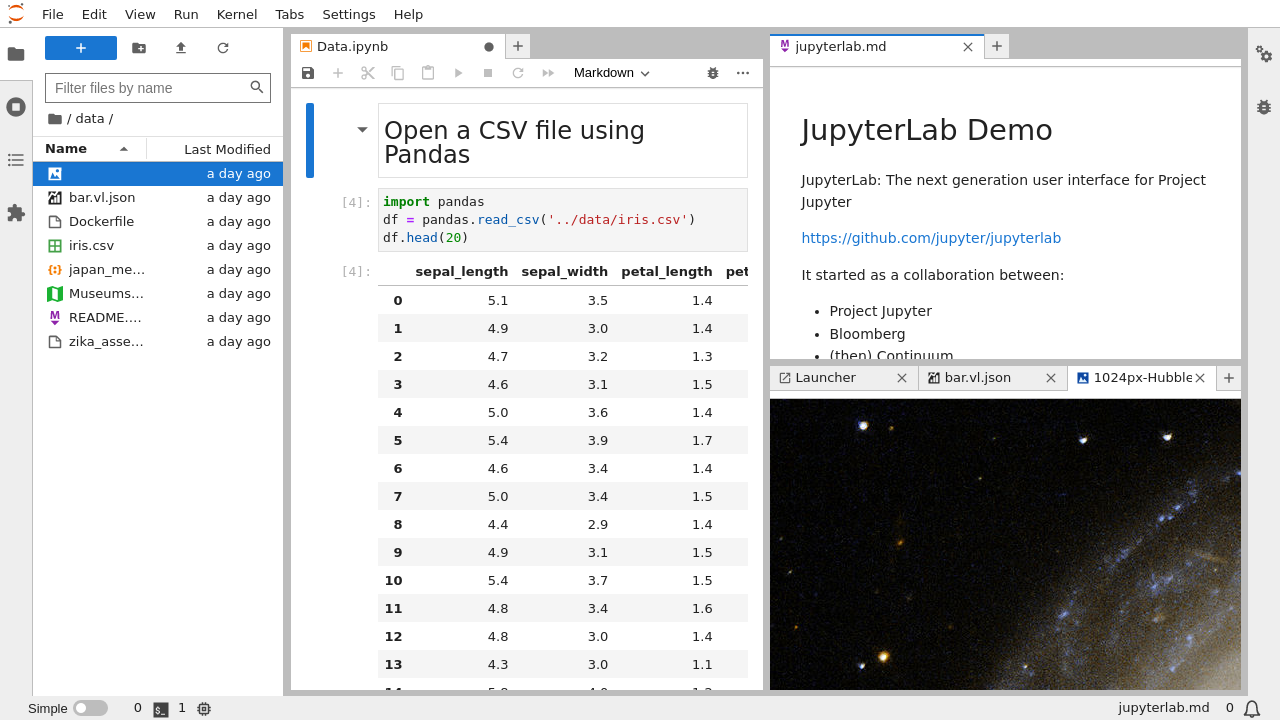 File Edit View Run Kernel Tabs Settings Help
Filter files by name
/ data /
Name Last Modified
a day ago
bar.vl.json a day ago
Dockerfile a day ago
iris.csv a day ago
japan_me… a day ago
Museums… a day ago
README.… a day ago
zika_asse… a day ago
Data.ipynb
Markdown
Open a CSV file using
Pandas
[4]:
import pandas
df = pandas.read_csv('../data/iris.csv')
df.head(20)
[4]:
sepal_length sepal_width petal_length pet
0 5.1 3.5 1.4
1 4.9 3.0 1.4
2 4.7 3.2 1.3
3 4.6 3.1 1.5
4 5.0 3.6 1.4
5 5.4 3.9 1.7
6 4.6 3.4 1.4
7 5.0 3.4 1.5
8 4.4 2.9 1.4
9 4.9 3.1 1.5
10 5.4 3.7 1.5
11 4.8 3.4 1.6
12 4.8 3.0 1.4
13 4.3 3.0 1.1
jupyterlab.md
JupyterLab Demo
JupyterLab: The next generation user interface for Project
Jupyter
https://github.com/jupyter/jupyterlab
It started as a collaboration between:
• Project Jupyter
• Bloomberg
• (then) Continuum
Launcher bar.vl.json 1024px-Hubble
Simple 0 1 jupyterlab.md 0